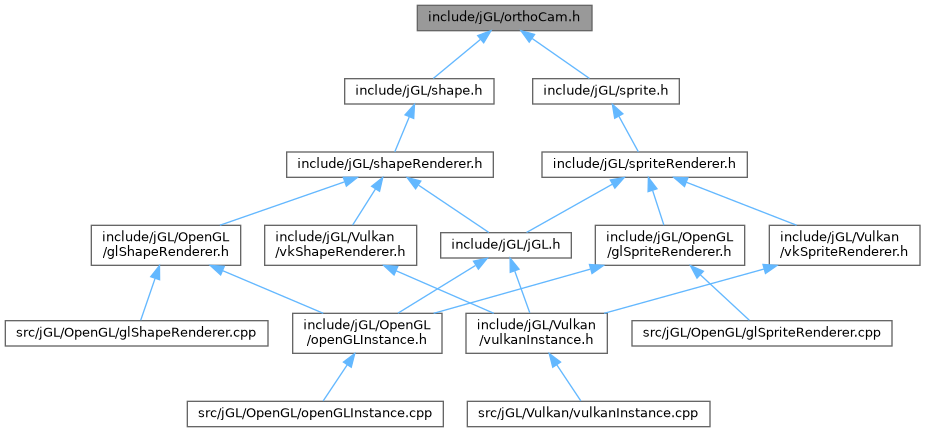 include/jGL/orthoCam.h
include/jGL/shape.h
include/jGL/sprite.h
include/jGL/shapeRenderer.h
include/jGL/spriteRenderer.h
include/jGL/OpenGL
/glShapeRenderer.h
include/jGL/Vulkan
/vkShapeRenderer.h
include/jGL/jGL.h
include/jGL/OpenGL
/glSpriteRenderer.h
include/jGL/Vulkan
/vkSpriteRenderer.h
src/jGL/OpenGL/glShapeRenderer.cpp
include/jGL/OpenGL
/openGLInstance.h
include/jGL/Vulkan
/vulkanInstance.h
src/jGL/OpenGL/glSpriteRenderer.cpp
src/jGL/OpenGL/openGLInstance.cpp
src/jGL/Vulkan/vulkanInstance.cpp